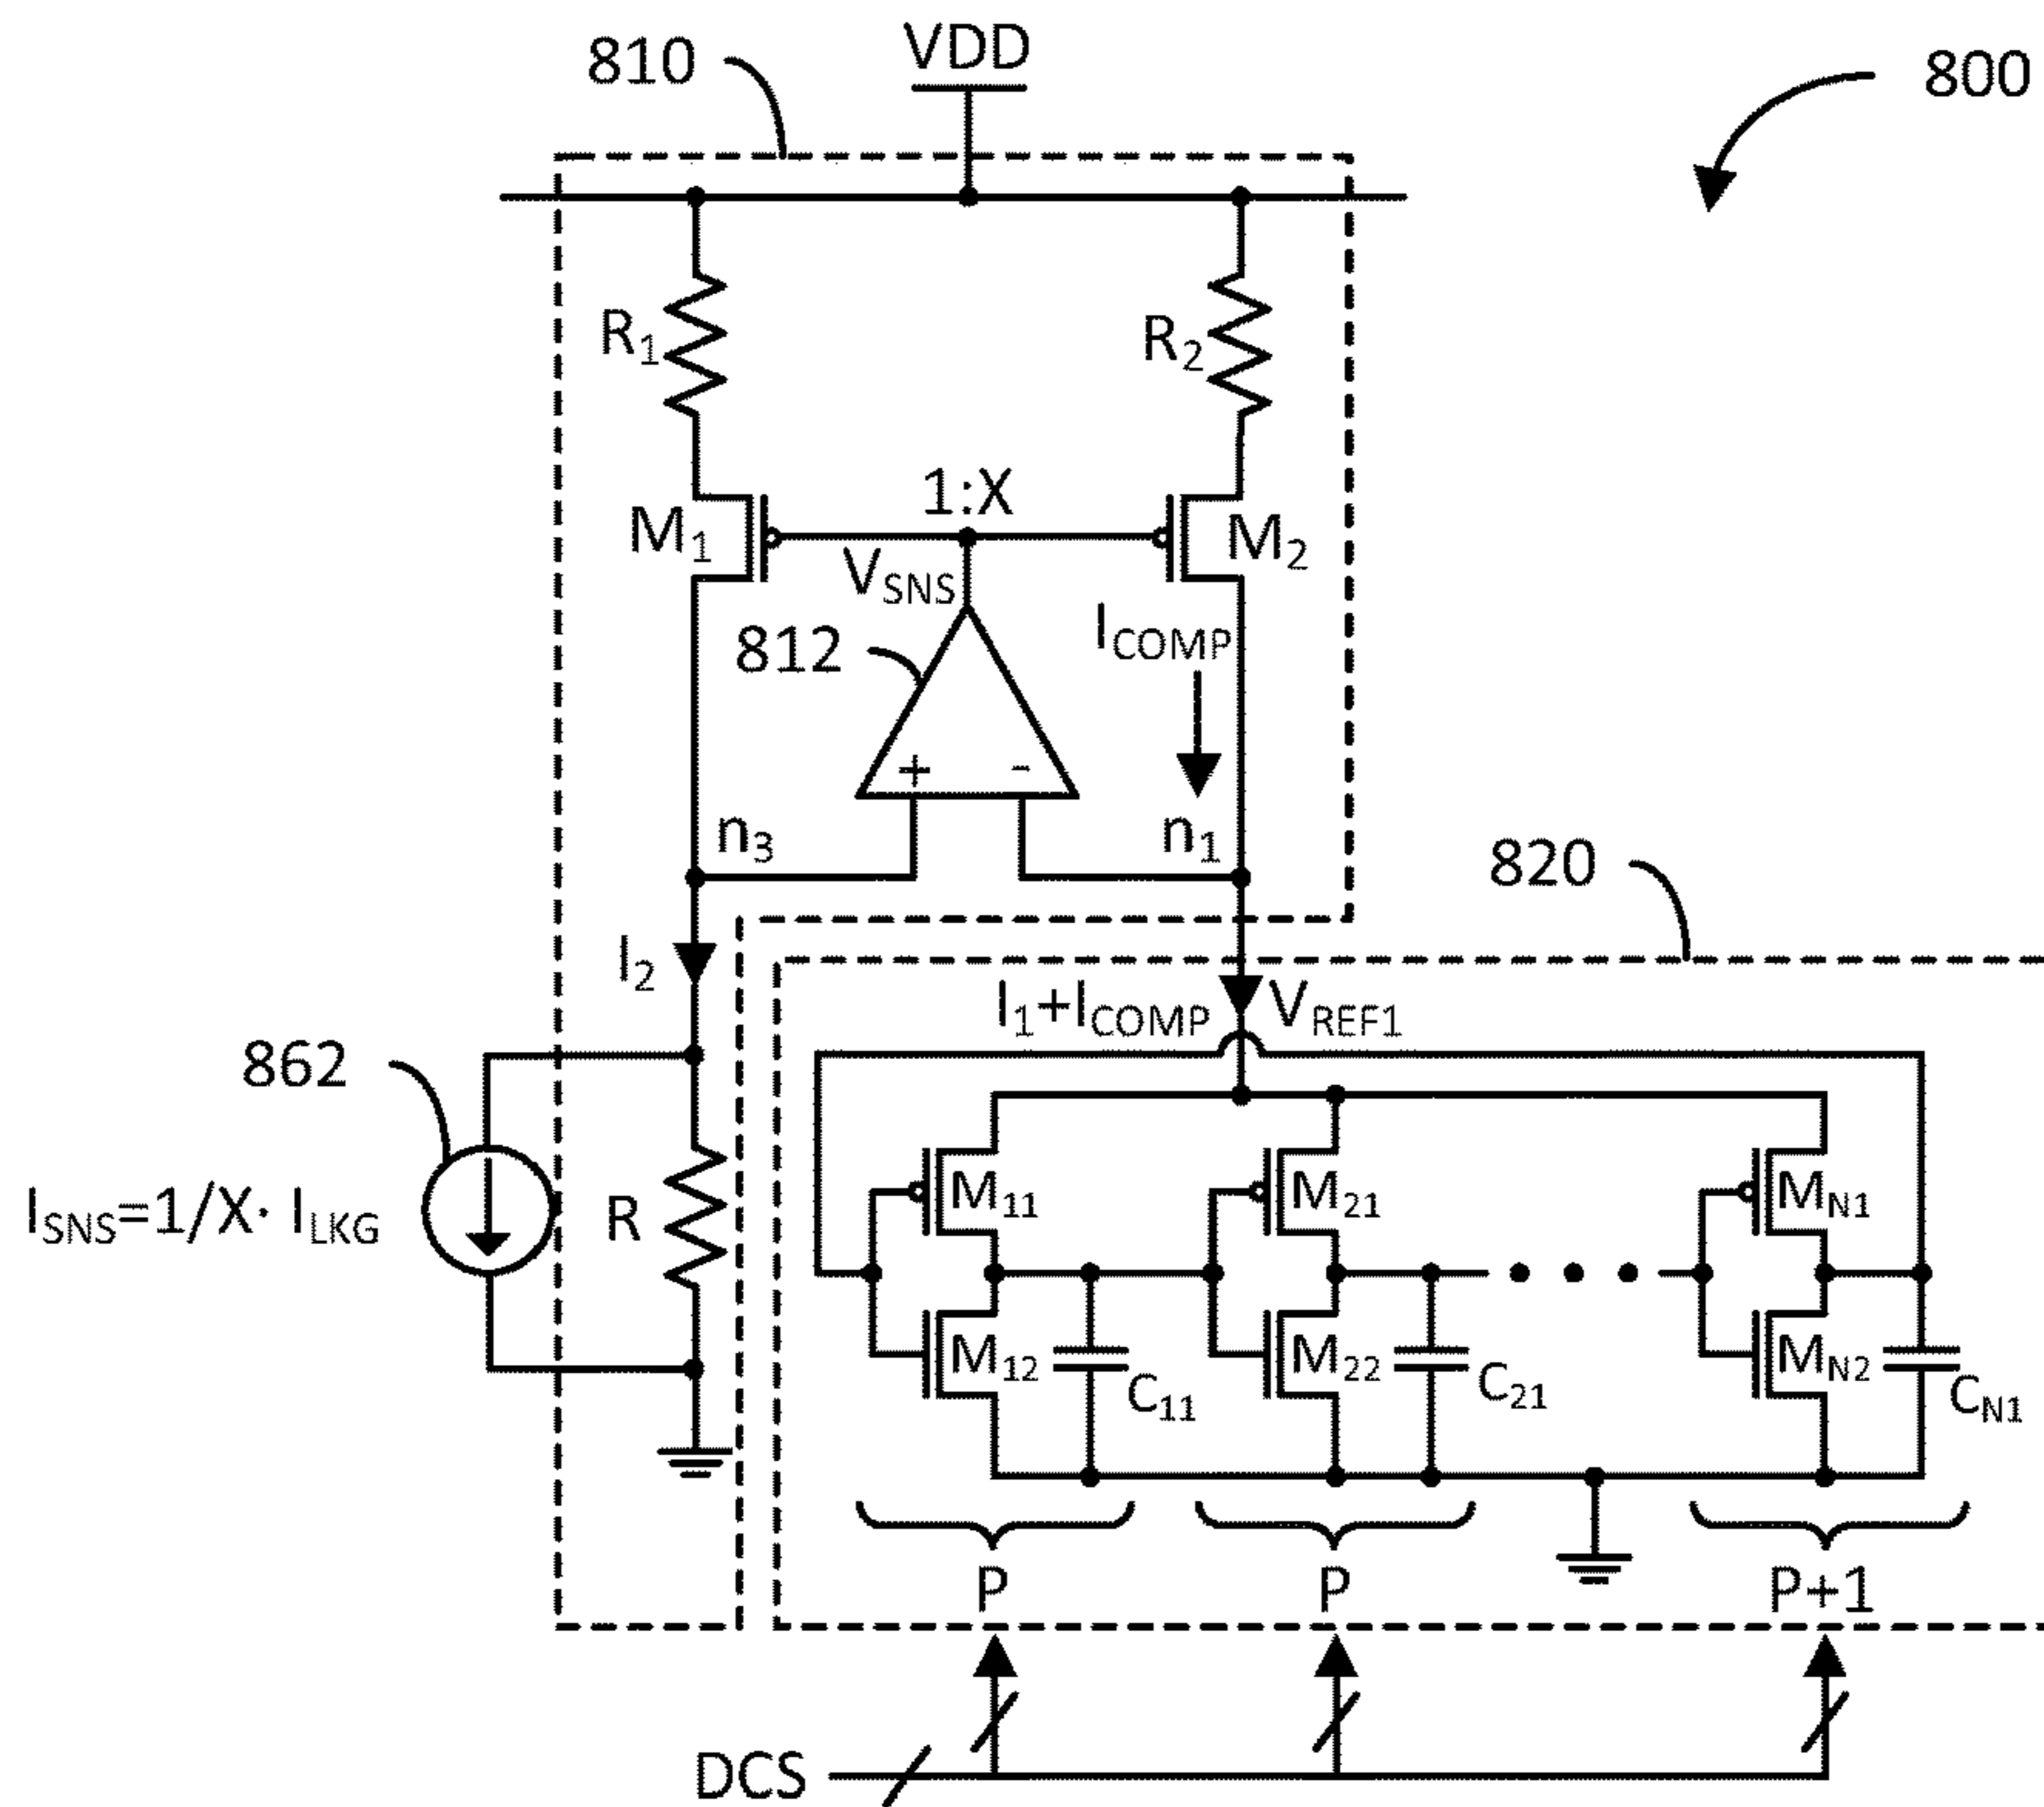 810
VDD
800
R1
R2
1:X
M1
M2
VSNS
ICOMP
812
+
-
n3
n1
820
I2
I1+ICOMP
VREF1
862
ISNS=1/X· ILKG
R
M11
M21
MN1
M12
M22
MN2
C11
C21
CN1
P
P
P+1
DCS